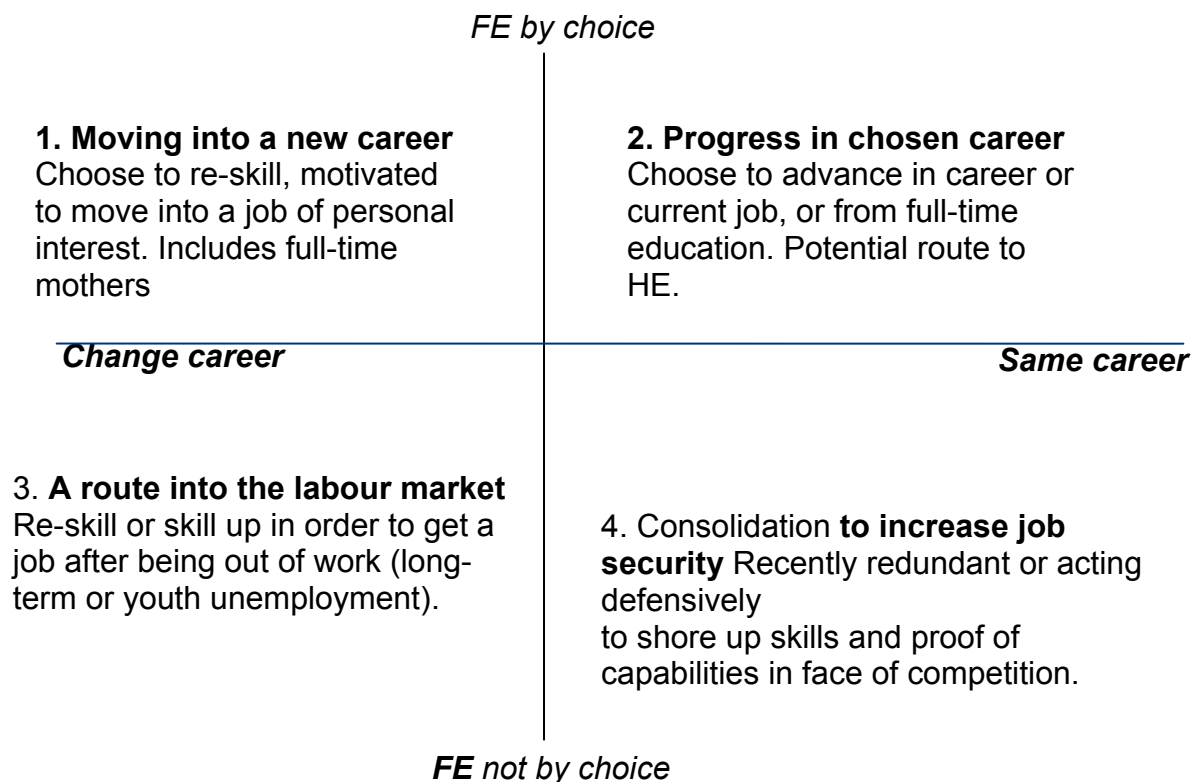 FE by choice
1. Moving into a new career
Choose to re-skill, motivated
to move into a job of personal
interest. Includes full-time
mothers
2. Progress in chosen career
Choose to advance in career or
current job, or from full-time
education. Potential route to
HE.
Change career
Same career
3. A route into the labour market
Re-skill or skill up in order to get a
job after being out of work (long-
term or youth unemployment).
4. Consolidation to increase job
security Recently redundant or acting
defensively
to shore up skills and proof of
capabilities in face of competition.
FE not by choice